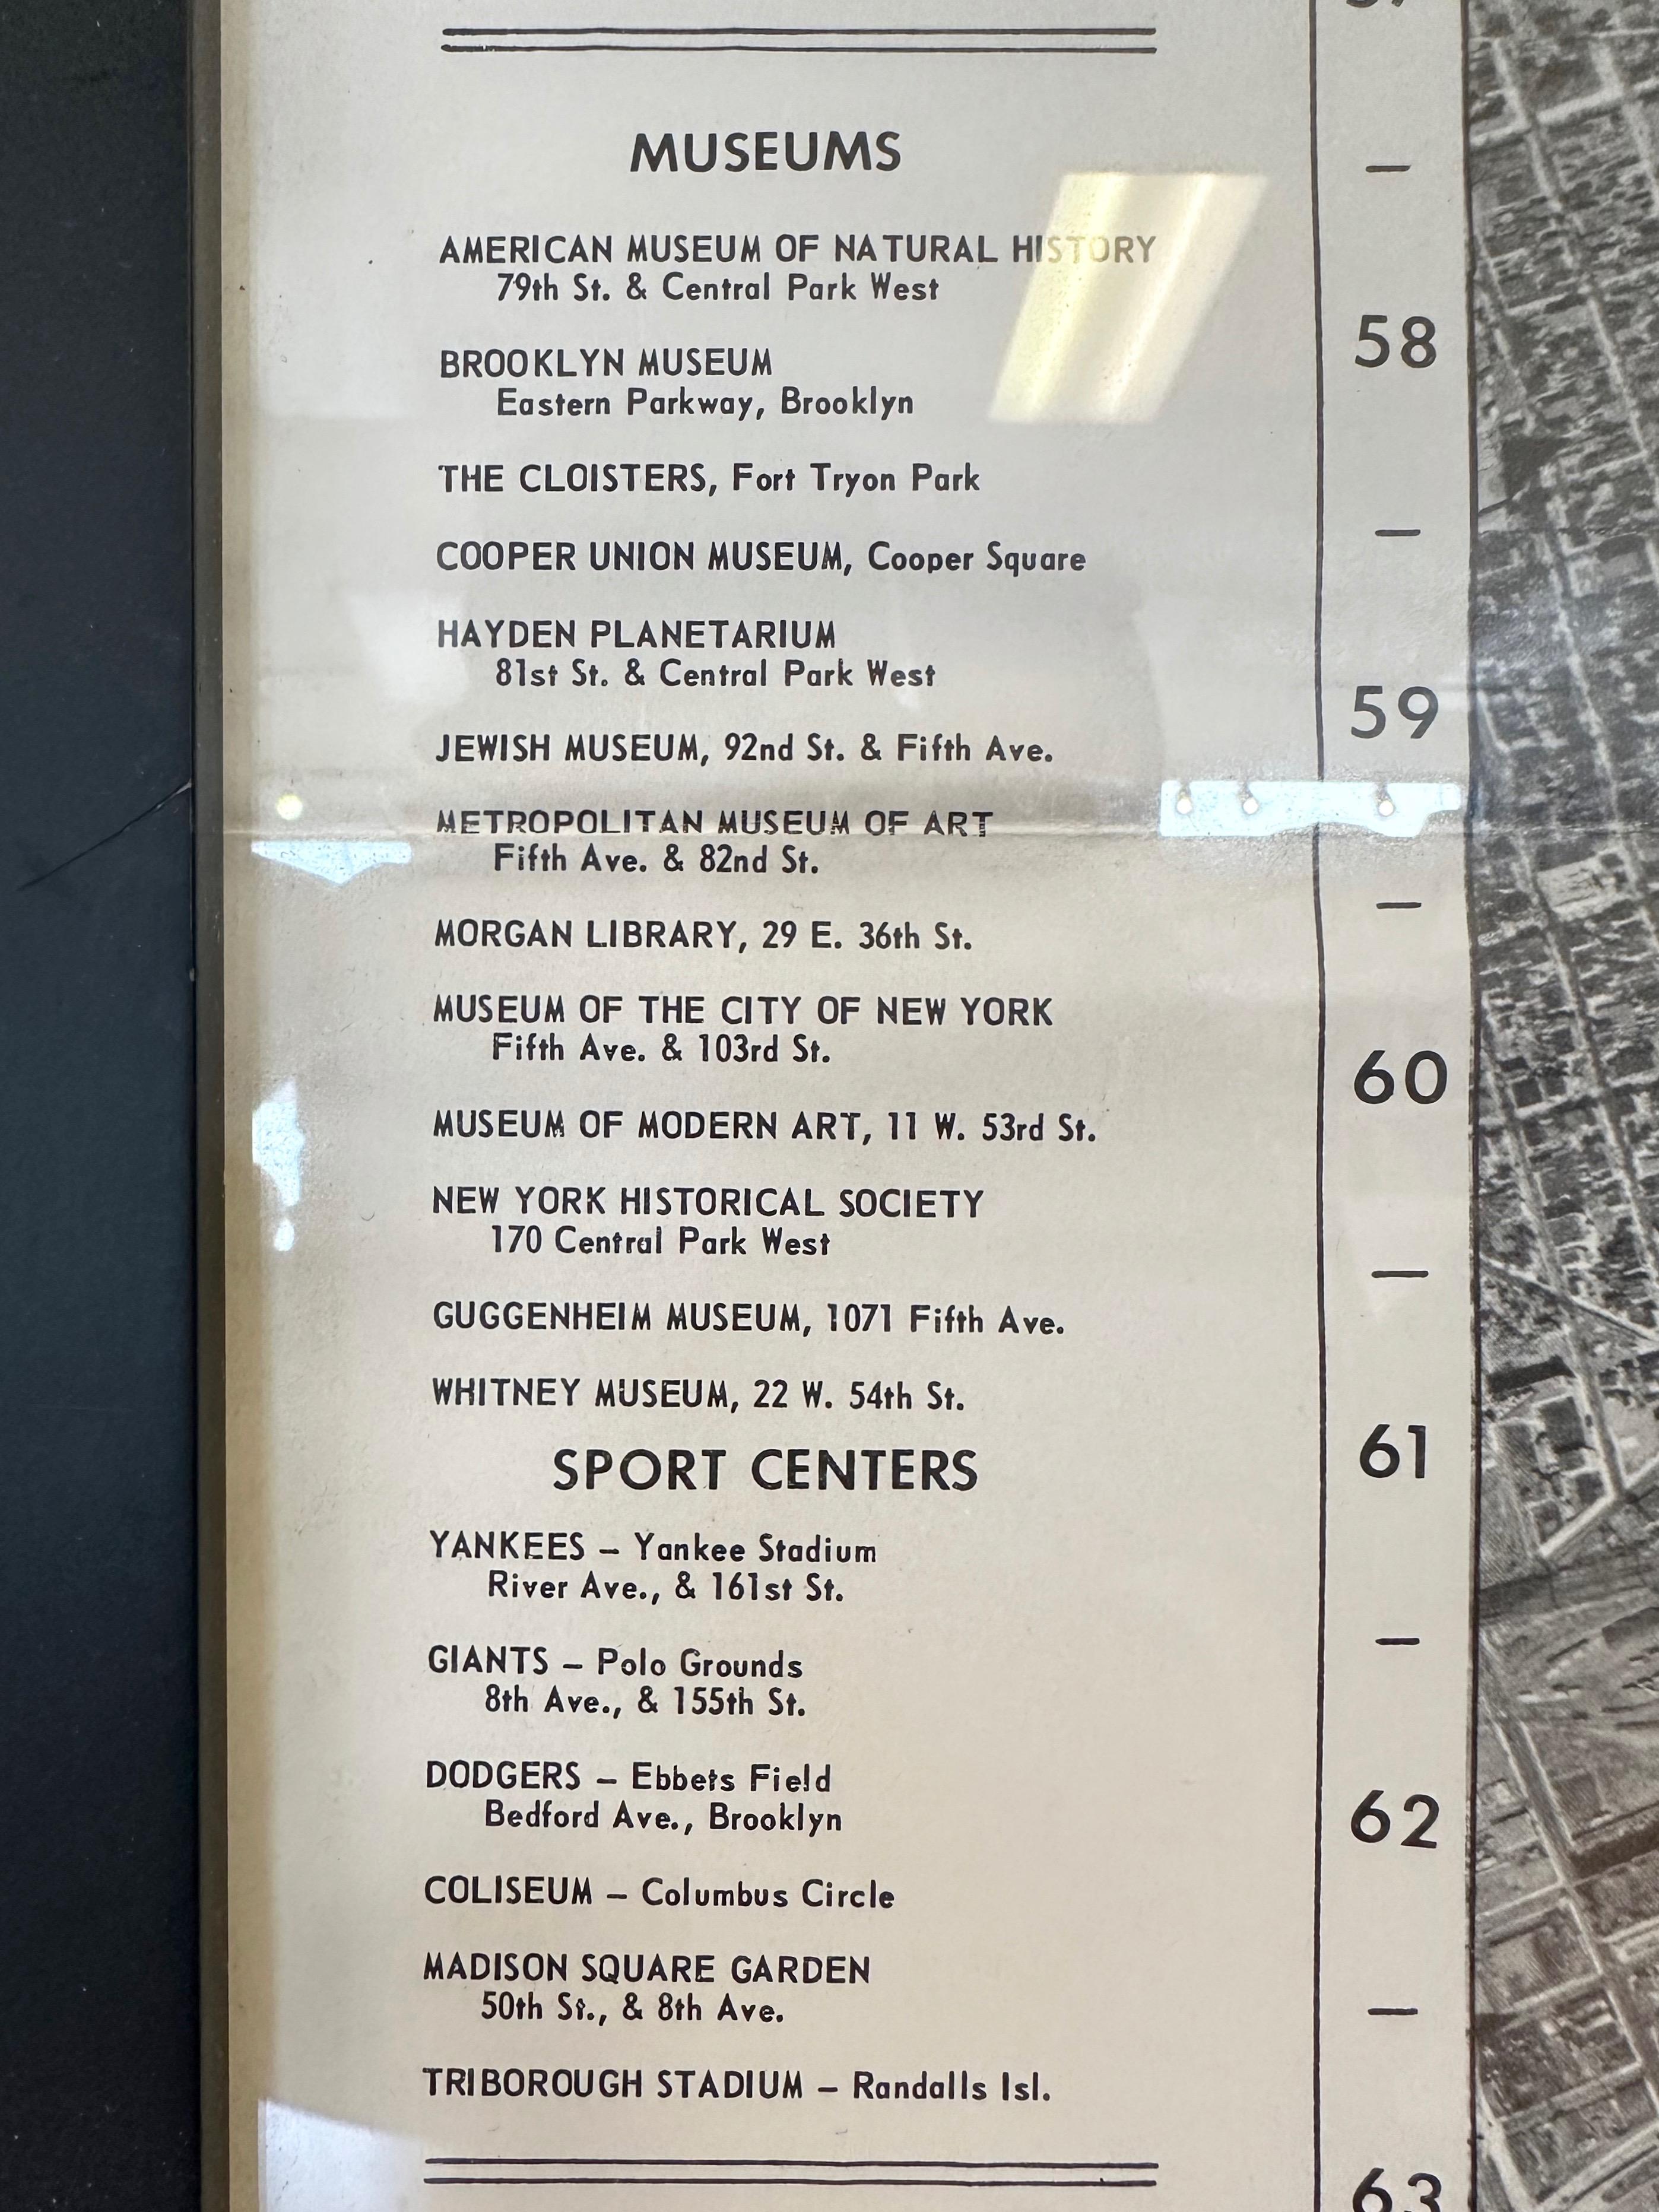 MUSEUMS
AMERICAN MUSEUM OF NATURAL HISTORY
79th St. & Central Park West
BROOKLYN MUSEUM
Eastern Parkway, Brooklyn
THE CLOISTERS, Fort Tryon Park
COOPER UNION MUSEUM, Cooper Square
HAYDEN PLANETARIUM
81st St. & Central Park West
JEWISH MUSEUM, 92nd St. & Fifth Ave.
METROPOLITAN MUSEUM OF ART
Fifth Ave. & 82nd St.
MORGAN LIBRARY, 29 E. 36th St.
MUSEUM OF THE CITY OF NEW YORK
Fifth Ave. & 103rd St.
MUSEUM OF MODERN ART, 11 W. 53rd St.
NEW YORK HISTORICAL SOCIETY
170 Central Park West
GUGGENHEIM MUSEUM, 1071 Fifth Ave.
WHITNEY MUSEUM, 22 W. 54th St.
SPORT CENTERS
YANKEES – Yankee Stadium
River Ave., & 161st St.
GIANTS – Polo Grounds
8th Ave., & 155th St.
DODGERS – Ebbets Field
Bedford Ave., Brooklyn
COLISEUM – Columbus Circle
MADISON SQUARE GARDEN
50th St., & 8th Ave.
TRIBOROUGH STADIUM – Randalls Isl.
–
58
–
59
–
60
–
61
–
62
–
63